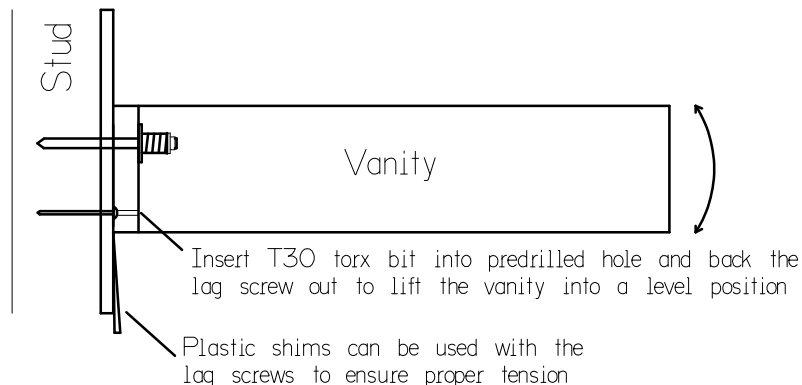 Stud
Vanity
Insert T30 torx bit into predrilled hole and back the
lag screw out to lift the vanity into a level position
Plastic shims can be used with the
lag screws to ensure proper tension